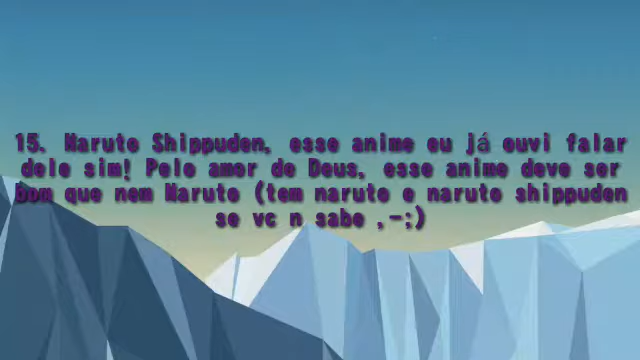 15. Naruto Shippuden, esse anime eu já ouvi falar
dele sim! Pelo amor de Deus, esse anime deve ser
bom que nem Naruto (tem naruto e naruto shippuden
se vc n sabe ,-;)